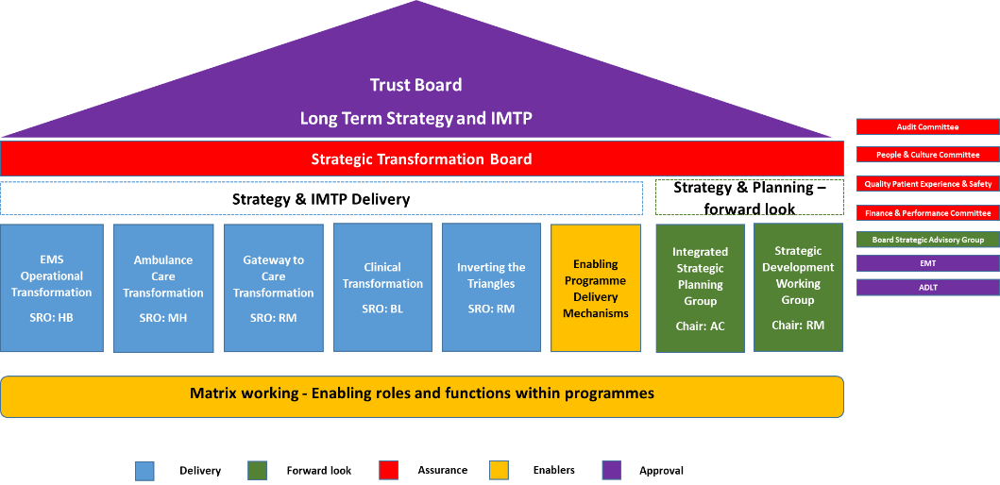 Trust Board
Long Term Strategy and IMTP
Strategic Transformation Board
Strategy & IMTP Delivery
Strategy & Planning –
forward look
EMS
Operational
Transformation
SRO: HB
Ambulance
Care
Transformation
SRO: MH
Gateway to
Care
Transformation
SRO: RM
Clinical
Transformation
SRO: BL
Inverting the
Triangles
SRO: RM
Enabling
Programme
Delivery
Mechanisms
Integrated
Strategic
Planning
Group
Chair: AC
Strategic
Development
Working
Group
Chair: RM
Matrix working - Enabling roles and functions within programmes
Audit Committee
People & Culture Committee
Quality Patient Experience & Safety
Finance & Performance Committee
Board Strategic Advisory Group
EMT
ADLT
Delivery
Forward look
Assurance
Enablers
Approval